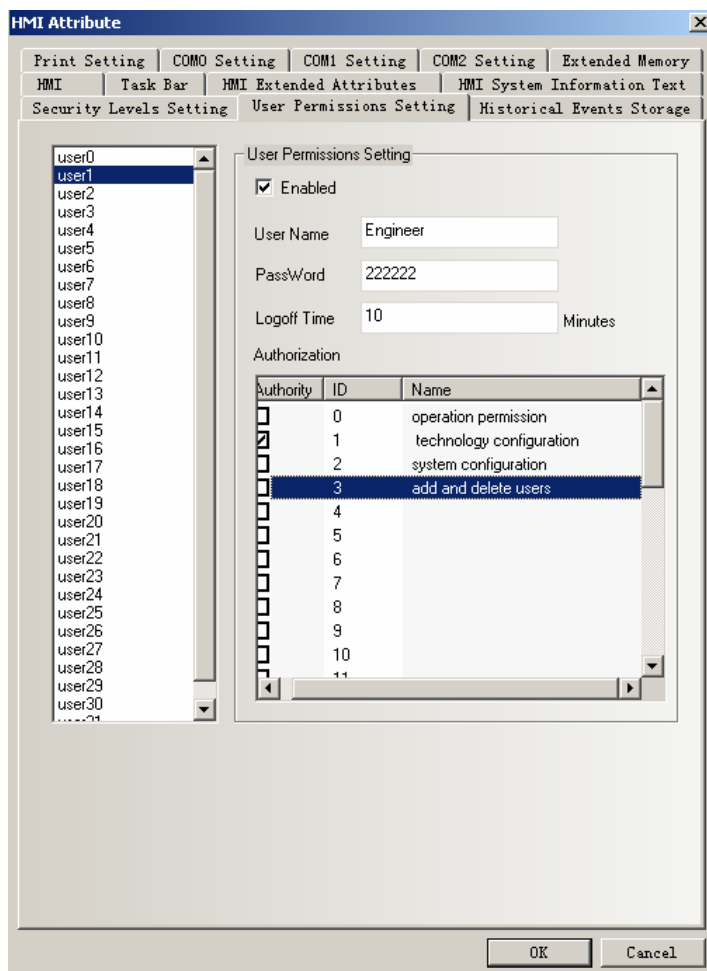 HMI Attribute
Print Setting COM0 Setting COM1 Setting COM2 Setting Extended Memory
HMI Task Bar HMI Extended Attributes HMI System Information Text
Security Levels Setting User Permissions Setting Historical Events Storage
user0
user1
user2
user3
user4
user5
user6
user7
user8
user9
user10
user11
user12
user13
user14
user15
user16
user17
user18
user19
user20
user21
user22
user23
user24
user25
user26
user27
user28
user29
user30
User Permissions Setting
Enabled
User Name Engineer
PassWord 222222
Logoff Time 10 Minutes
Authorization
Authority ID Name
0 operation permission
1 technology configuration
2 system configuration
3 add and delete users
4
5
6
7
8
9
10
11
OK Cancel